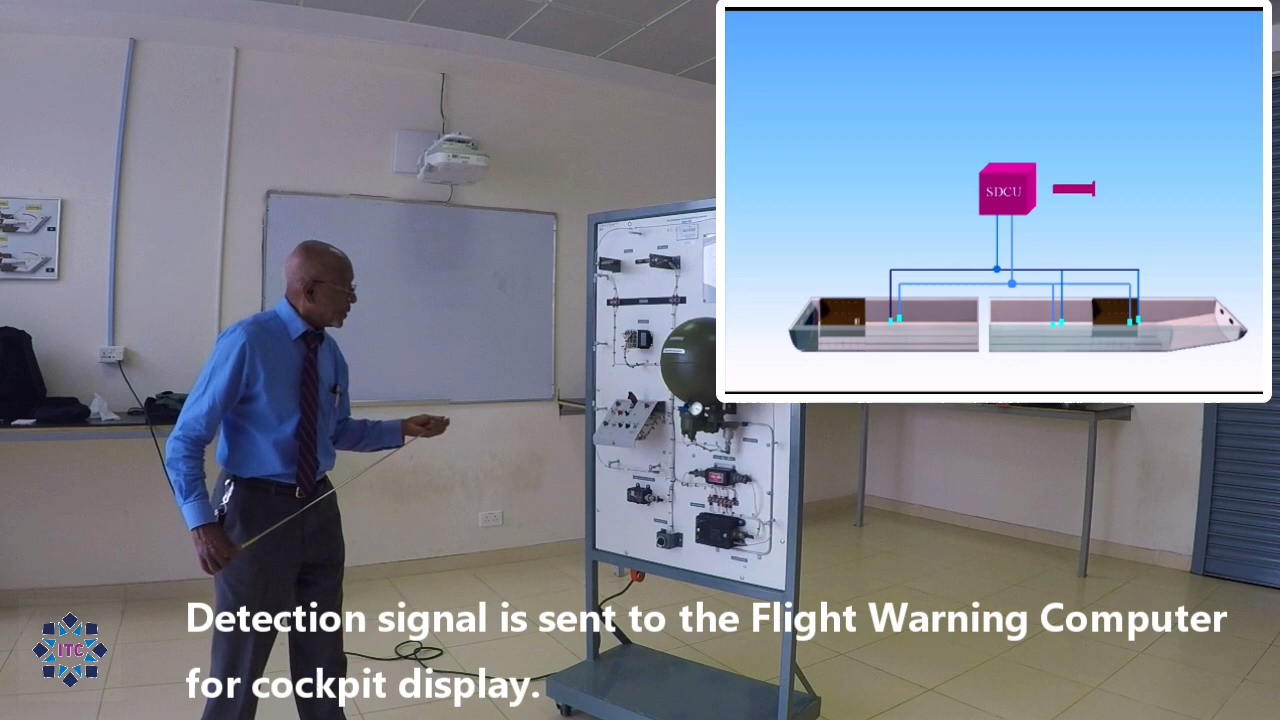 SDCU
Detection signal is sent to the Flight Warning Computer
for cockpit display.
ITC